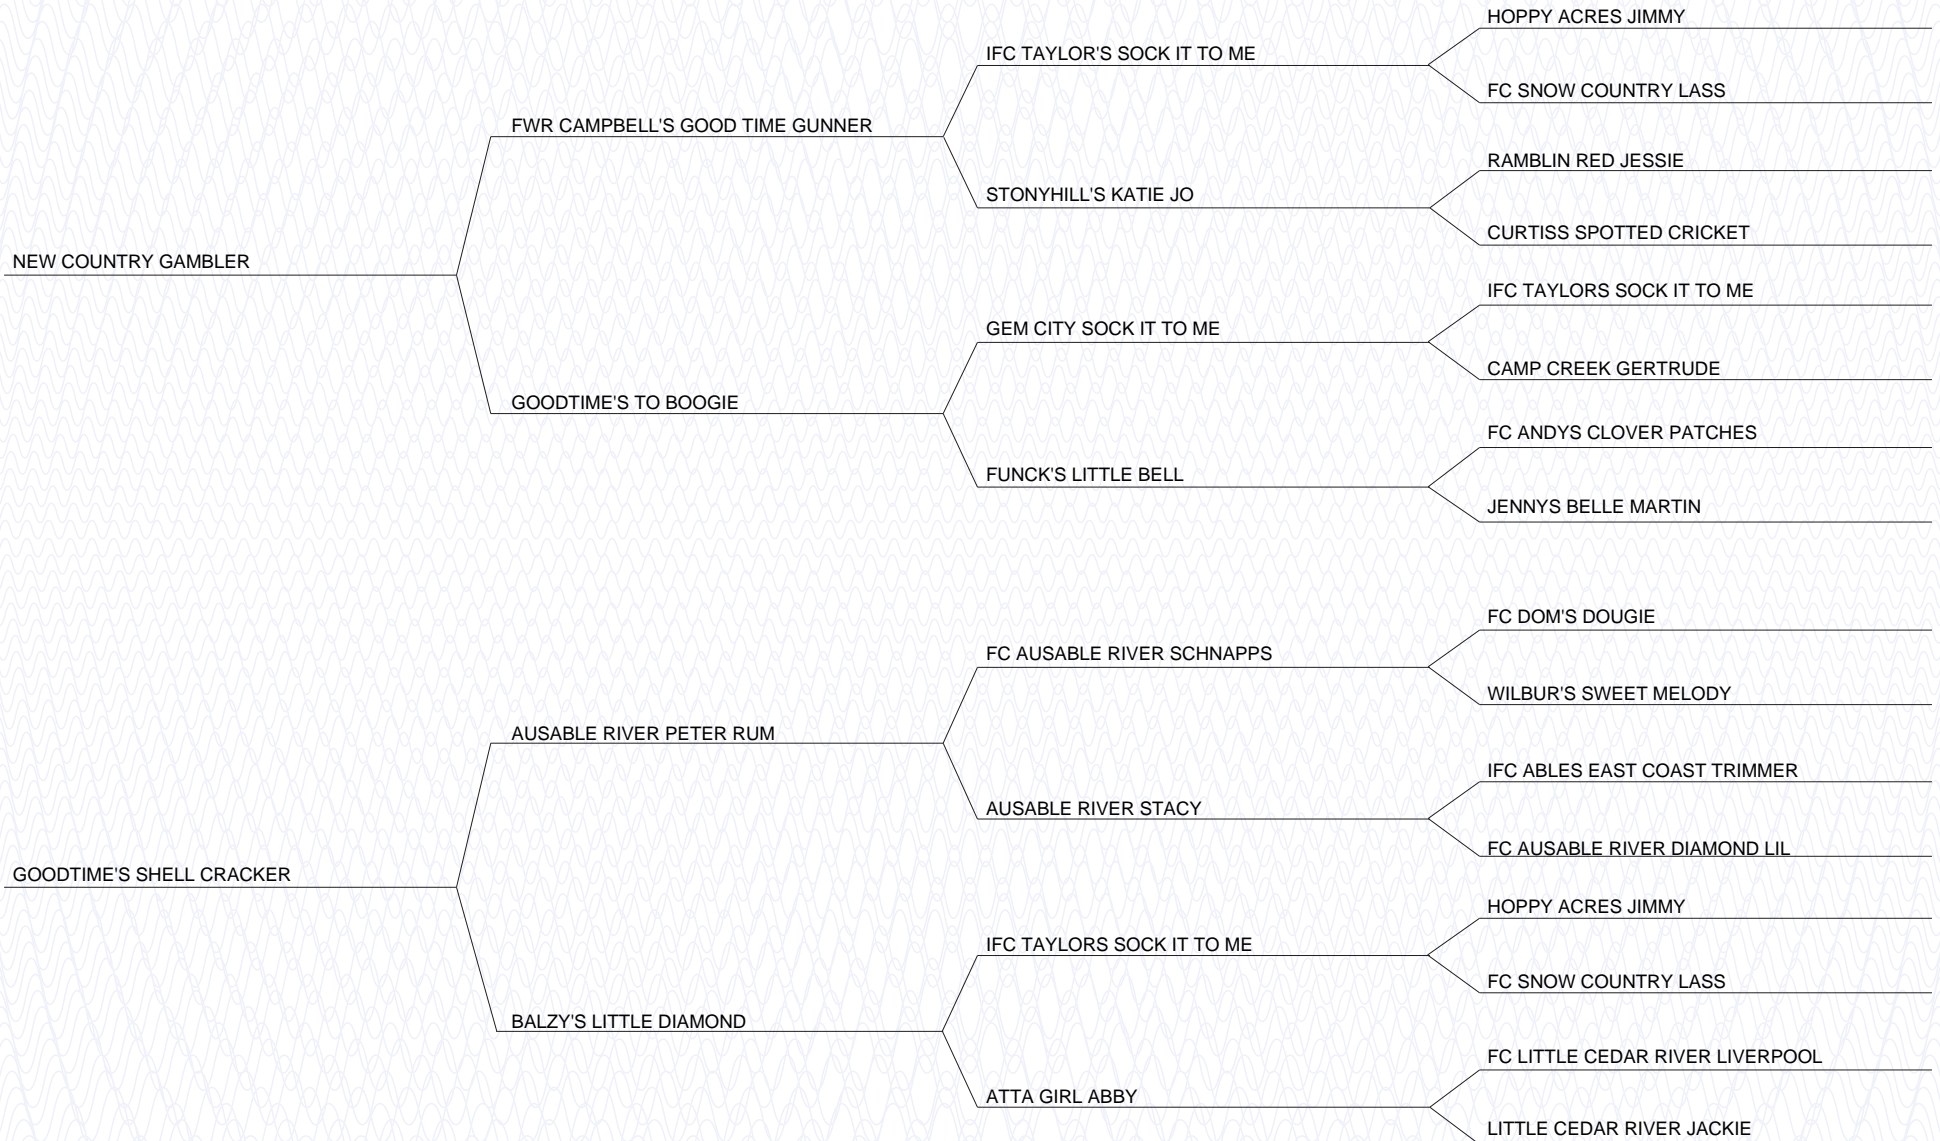 HOPPY ACRES JIMMY
IFC TAYLOR'S SOCK IT TO ME
FC SNOW COUNTRY LASS
FWR CAMPBELL'S GOOD TIME GUNNER
RAMBLIN RED JESSIE
STONYHILL'S KATIE JO
CURTISS SPOTTED CRICKET
NEW COUNTRY GAMBLER
IFC TAYLORS SOCK IT TO ME
GEM CITY SOCK IT TO ME
CAMP CREEK GERTRUDE
GOODTIME'S TO BOOGIE
FC ANDYS CLOVER PATCHES
FUNCK'S LITTLE BELL
JENNYS BELLE MARTIN
FC DOM'S DOUGIE
FC AUSABLE RIVER SCHNAPPS
WILBUR'S SWEET MELODY
AUSABLE RIVER PETER RUM
IFC ABLES EAST COAST TRIMMER
AUSABLE RIVER STACY
FC AUSABLE RIVER DIAMOND LIL
GOODTIME'S SHELL CRACKER
HOPPY ACRES JIMMY
IFC TAYLORS SOCK IT TO ME
FC SNOW COUNTRY LASS
BALZY'S LITTLE DIAMOND
FC LITTLE CEDAR RIVER LIVERPOOL
ATTA GIRL ABBY
LITTLE CEDAR RIVER JACKIE